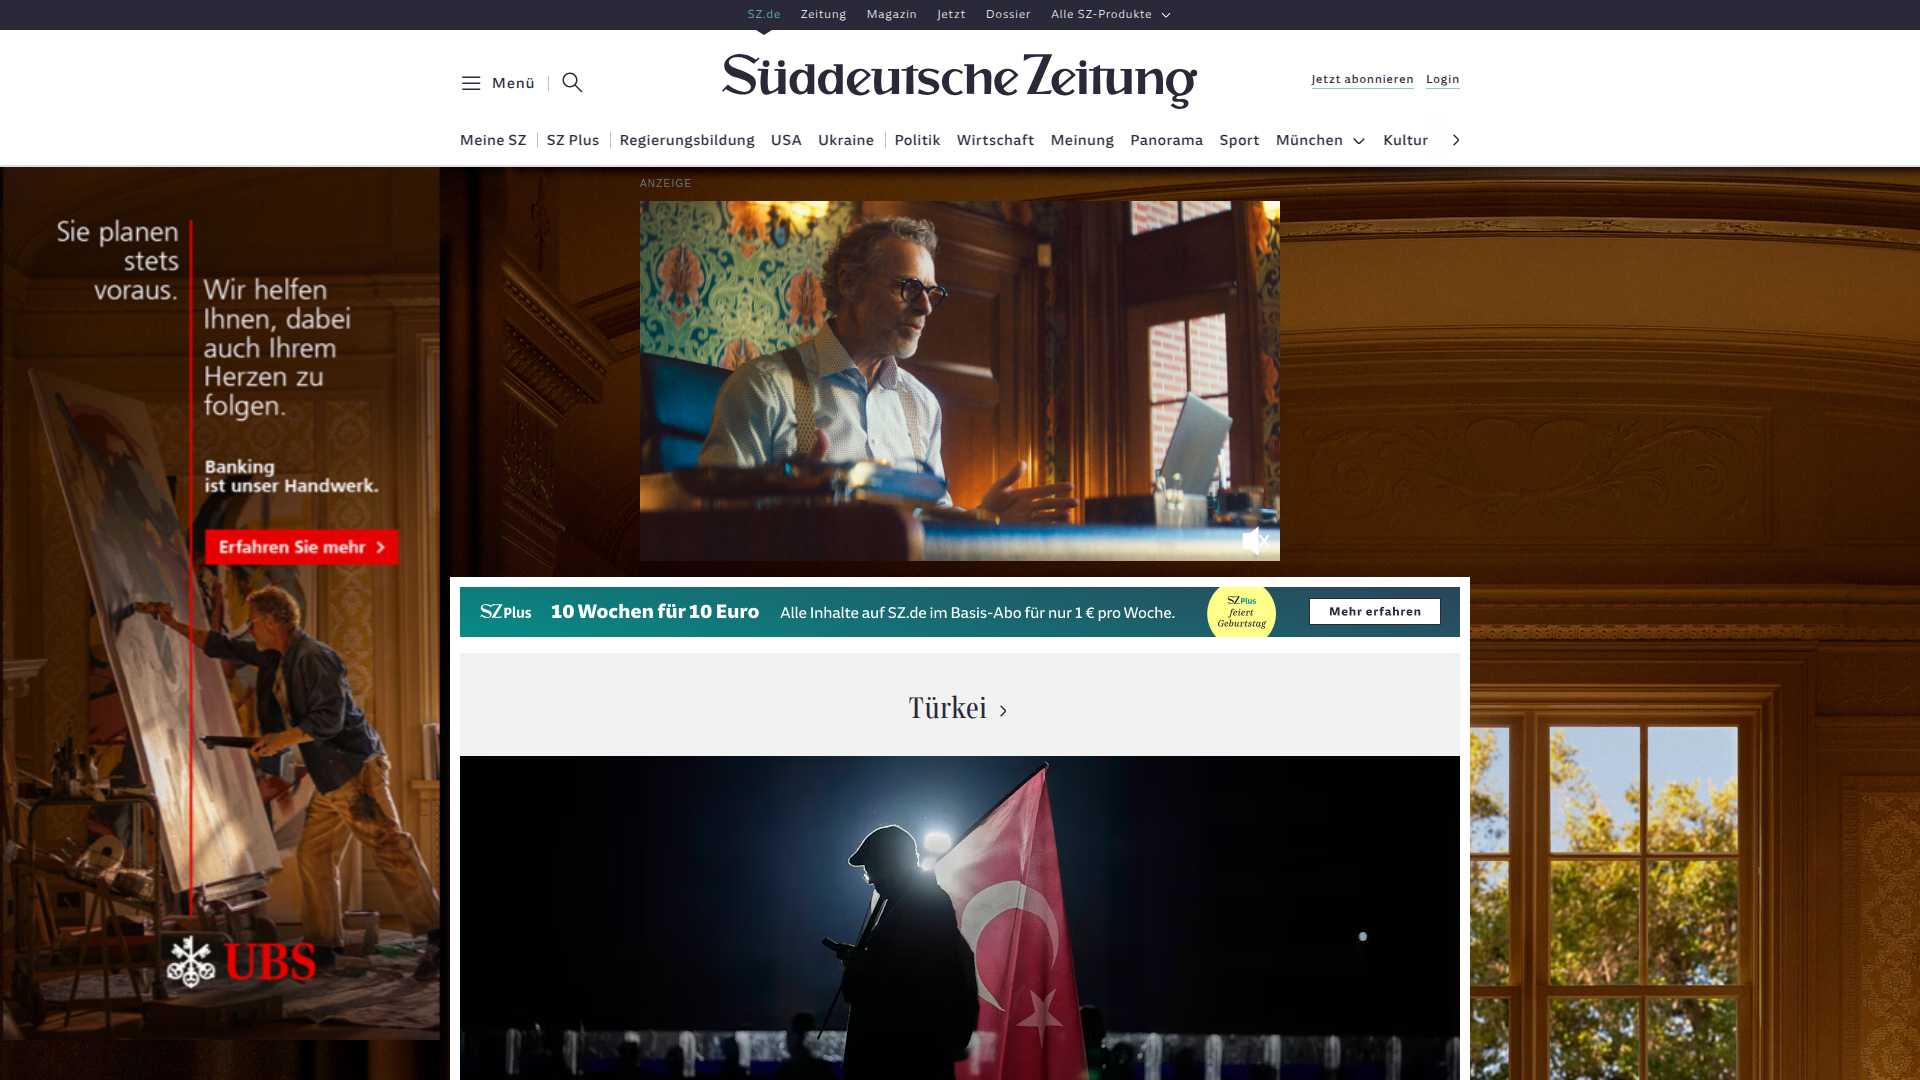 SZ.de Zeitung Magazin Jetzt Dossier Alle SZ-Produkte
Menü
Süddeutsche Zeitung
Jetzt abonnieren Login
Meine SZ SZ Plus Regierungsbildung USA Ukraine Politik Wirtschaft Meinung Panorama Sport München Kultur
ANZEIGE
Sie planen
stets
voraus.
Wir helfen
Ihnen, dabei
auch Ihrem
Herzen zu
folgen.
Banking
ist unser Handwerk.
Erfahren Sie mehr
UBS
SZ Plus 10 Wochen für 10 Euro Alle Inhalte auf SZ.de im Basis-Abo für nur 1 € pro Woche.
SZ Plus
feiert
Geburtstag
Mehr erfahren
Türkei